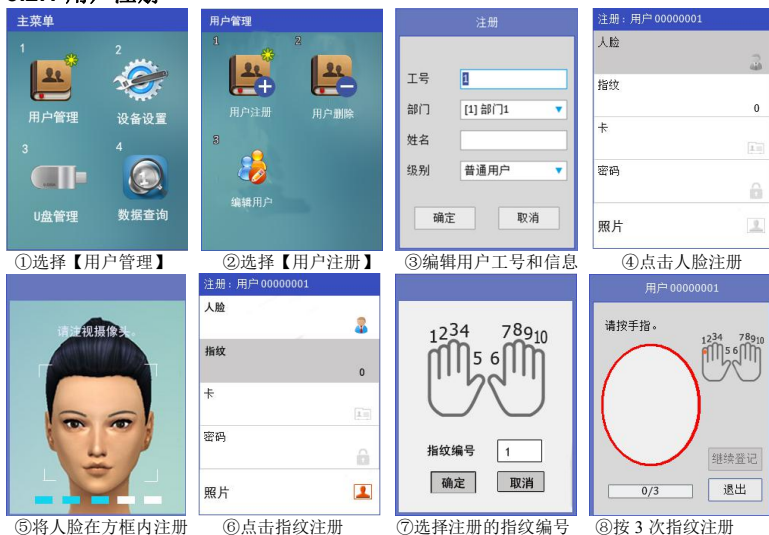 主菜单
1
2
用户管理
设备设置
3
4
U盘管理
数据查询
①选择【用户管理】
用户管理
1
2
用户注册
用户删除
3
编辑用户
②选择【用户注册】
注册
工号 1
部门 [1] 部门1
姓名
级别 普通用户
确定 取消
③编辑用户工号和信息
注册: 用户 00000001
人脸
指纹
0
卡
密码
照片
④点击人脸注册
请注视摄像头。
⑤将人脸在方框内注册
注册: 用户 00000001
人脸
指纹
0
卡
密码
照片
⑥点击指纹注册
1234 78910
5 6
指纹编号 1
确定 取消
⑦选择注册的指纹编号
用户 00000001
请按手指。
1234 78910
5 6
继续登记
0/3 退出
⑧按 3 次指纹注册